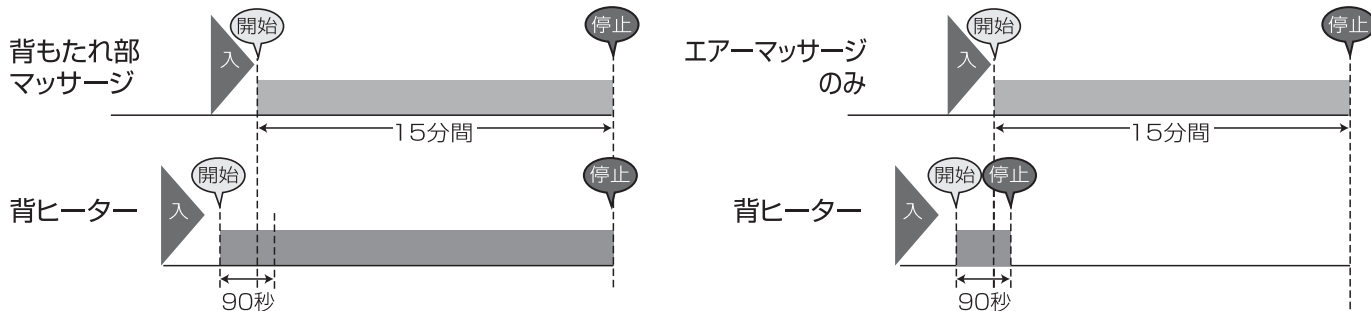 背もたれ部
マッサージ
入
開始
停止
15分間
背ヒーター
入
開始
停止
90秒
エアーマッサージ
のみ
入
開始
停止
15分間
背ヒーター
入
開始
停止
90秒